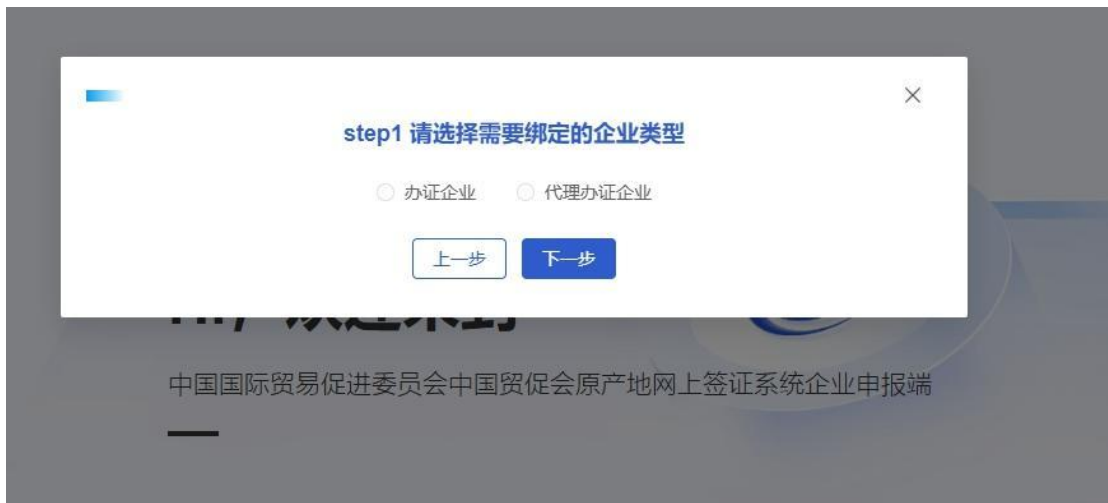 step1 请选择需要绑定的企业类型
办证企业 代理办证企业
上一步 下一步
中国国际贸易促进委员会中国贸促会原产地网上签证系统企业申报端